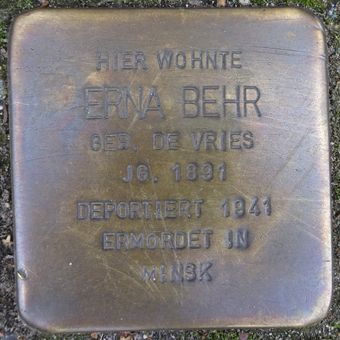 HIER WOHNTE
ERNA BEHR
GEB. DE VRIES
JG. 1891
DEPORTIERT 1941
ERMORDET IN
MINSK